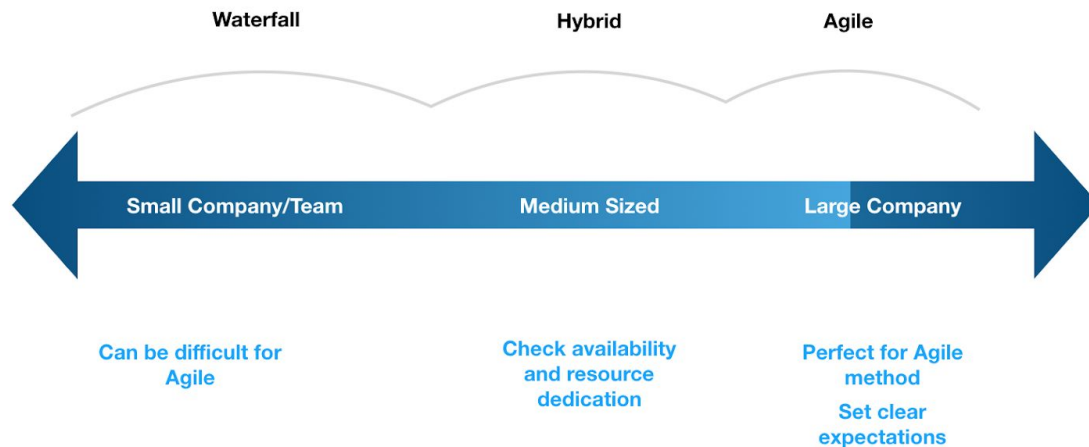 Waterfall
Hybrid
Agile
Small Company/Team
Medium Sized
Large Company
Can be difficult for
Agile
Check availability
and resource
dedication
Perfect for Agile
method
Set clear
expectations